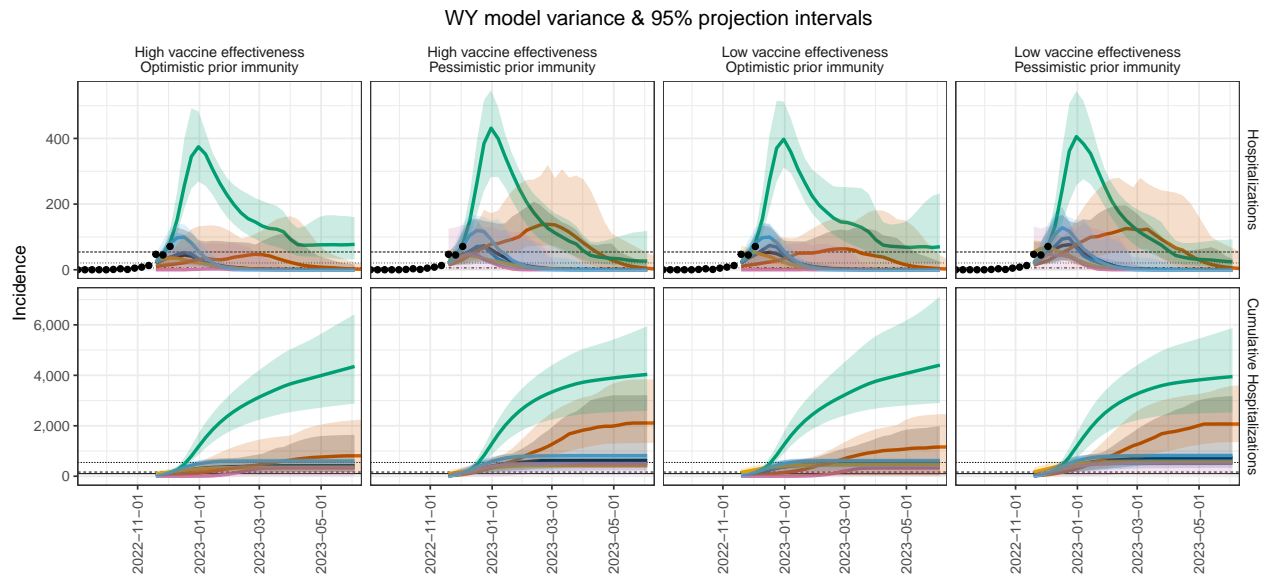 WY model variance & 95% projection intervals
High vaccine effectiveness
Optimistic prior immunity
High vaccine effectiveness
Pessimistic prior immunity
Low vaccine effectiveness
Optimistic prior immunity
Low vaccine effectiveness
Pessimistic prior immunity
Incidence
400
200
0
Hospitalizations
6,000
4,000
2,000
0
Cumulative Hospitalizations
2022−11−01
2023−01−01
2023−03−01
2023−05−01
2022−11−01
2023−01−01
2023−03−01
2023−05−01
2022−11−01
2023−01−01
2023−03−01
2023−05−01
2022−11−01
2023−01−01
2023−03−01
2023−05−01